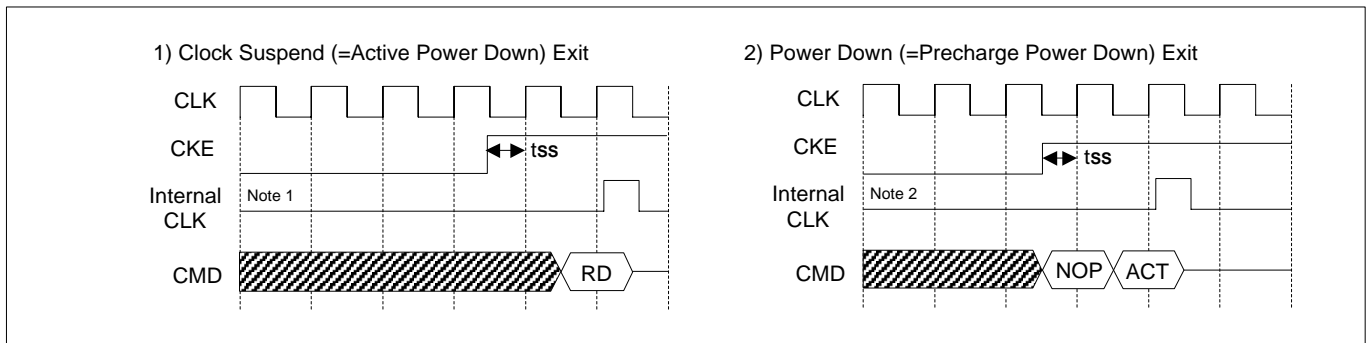 1) Clock Suspend (=Active Power Down) Exit
CLK
CKE
tss
Internal
CLK
Note 1
CMD
RD
2) Power Down (=Precharge Power Down) Exit
CLK
CKE
tss
Internal
CLK
Note 2
CMD
NOP
ACT